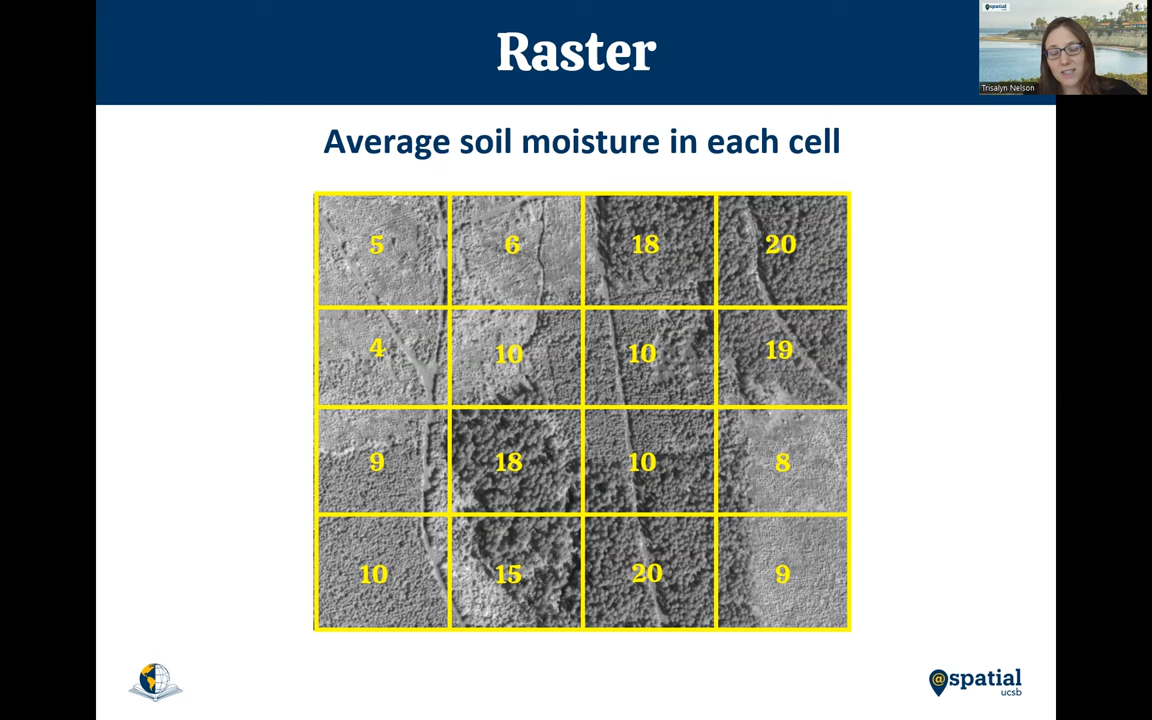 Raster
spatial
Trisalyn Nelson
Average soil moisture in each cell
5 6 18 20
4 10 10 19
9 18 10 8
10 15 20 9
@spatial
ucsb